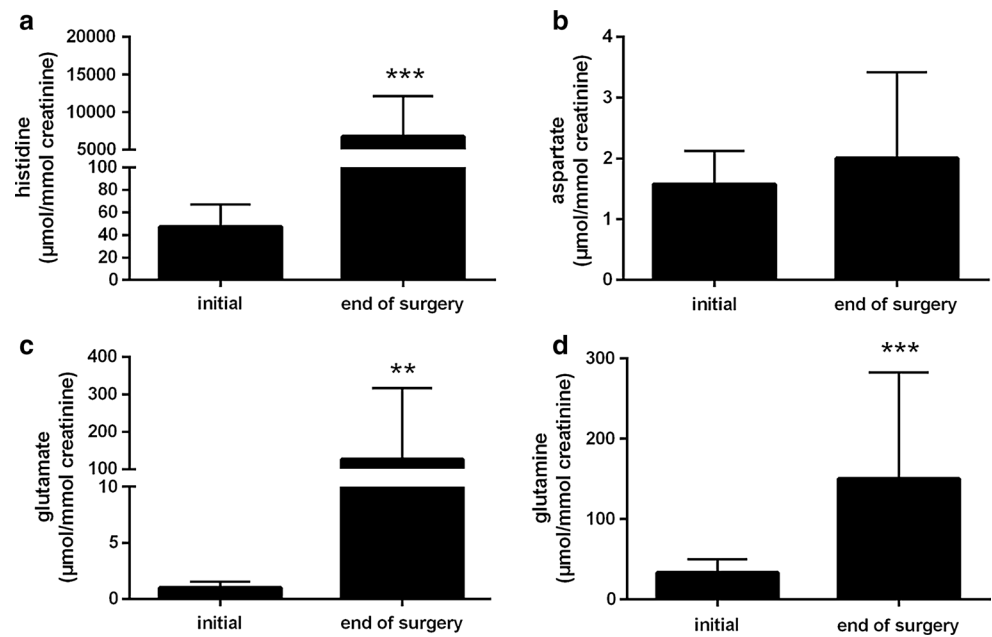 a
histidine
(µmol/mmol creatinine)
20000
15000
10000
5000
100
80
60
40
20
0
***
initial
end of surgery
b
aspartate
(µmol/mmol creatinine)
4
3
2
1
0
initial
end of surgery
c
glutamate
(µmol/mmol creatinine)
400
300
200
100
10
5
0
**
initial
end of surgery
d
glutamine
(µmol/mmol creatinine)
300
200
100
0
***
initial
end of surgery